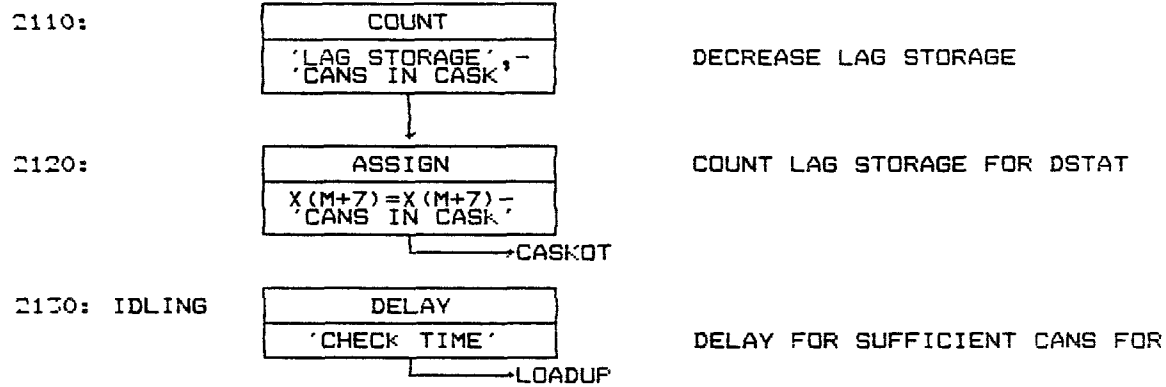 2110: COUNT
'LAG STORAGE',- DECREASE LAG STORAGE
'CANS IN CASK'
2120: ASSIGN COUNT LAG STORAGE FOR DSTAT
X(M+7)=X(M+7)-
'CANS IN CASK'
CASKOT
2130: IDLING DELAY
'CHECK TIME' DELAY FOR SUFFICIENT CANS FOR
LOADUP